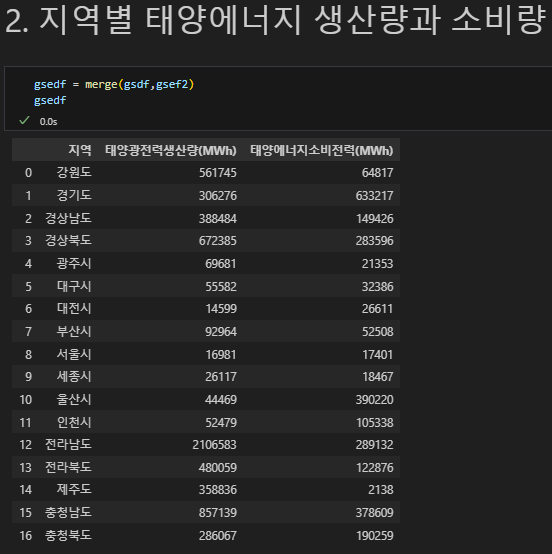 2. 지역별 태양에너지 생산량과 소비량
gsedf = merge(gsdf,gsef2)
gsedf
0.0s
지역 태양광전력생산량(MWh) 태양에너지소비전력(MWh)
0 강원도 561745 64817
1 경기도 306276 633217
2 경상남도 388484 149426
3 경상북도 672385 283596
4 광주시 69681 21353
5 대구시 55582 32386
6 대전시 14599 26611
7 부산시 92964 52508
8 서울시 16981 17401
9 세종시 26117 18467
10 울산시 44469 390220
11 인천시 52479 105338
12 전라남도 2106583 289132
13 전라북도 480059 122876
14 제주도 358836 2138
15 충청남도 857139 378609
16 충청북도 286067 190259